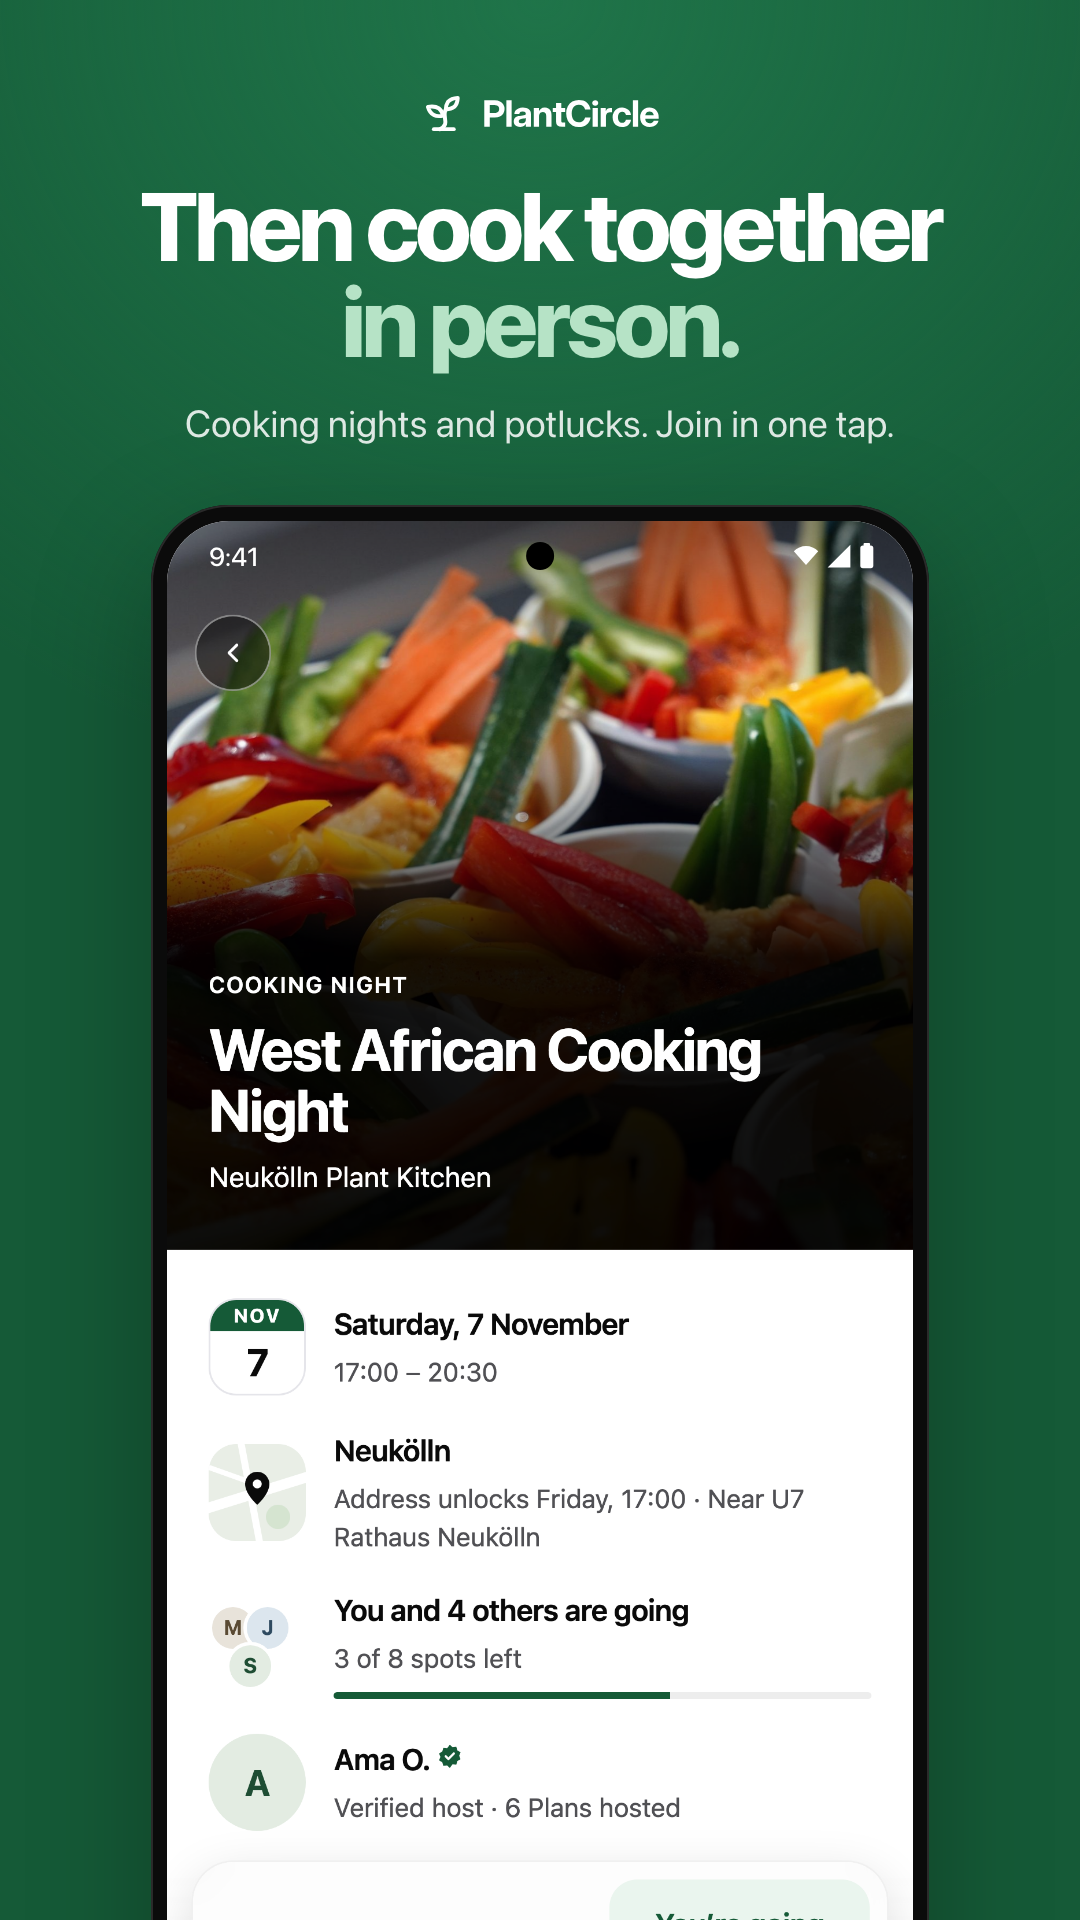 PlantCircle
Then cook together
in person.
Cooking nights and potlucks. Join in one tap.
9:41
COOKING NIGHT
West African Cooking
Night
Neukölln Plant Kitchen
NOV
7
Saturday, 7 November
17:00 – 20:30
Neukölln
Address unlocks Friday, 17:00 · Near U7
Rathaus Neukölln
M
J
S
You and 4 others are going
3 of 8 spots left
A
Ama O.
Verified host · 6 Plans hosted
You're going